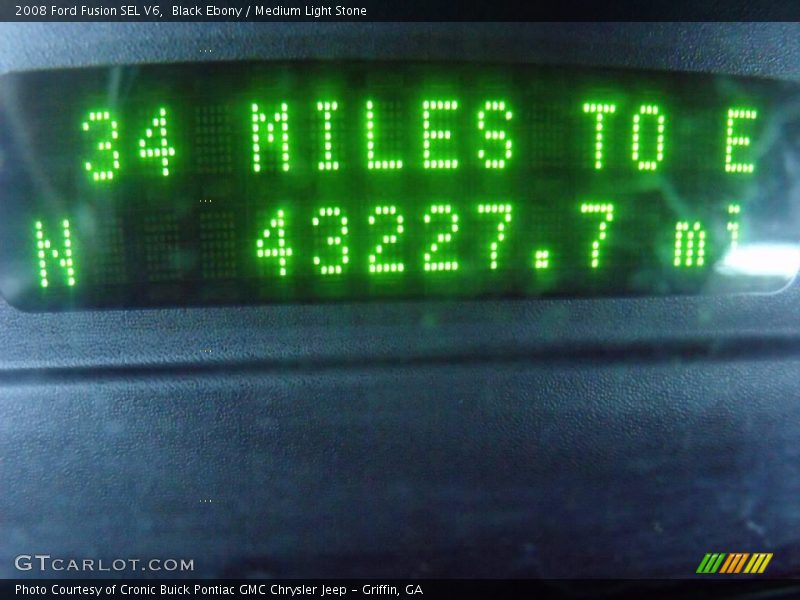 2008 Ford Fusion SEL V6,  Black Ebony / Medium Light Stone
34 MILES TO E
N 43227.7 mi
GTCARLOT.COM
Photo Courtesy of Cronic Buick Pontiac GMC Chrysler Jeep - Griffin, GA